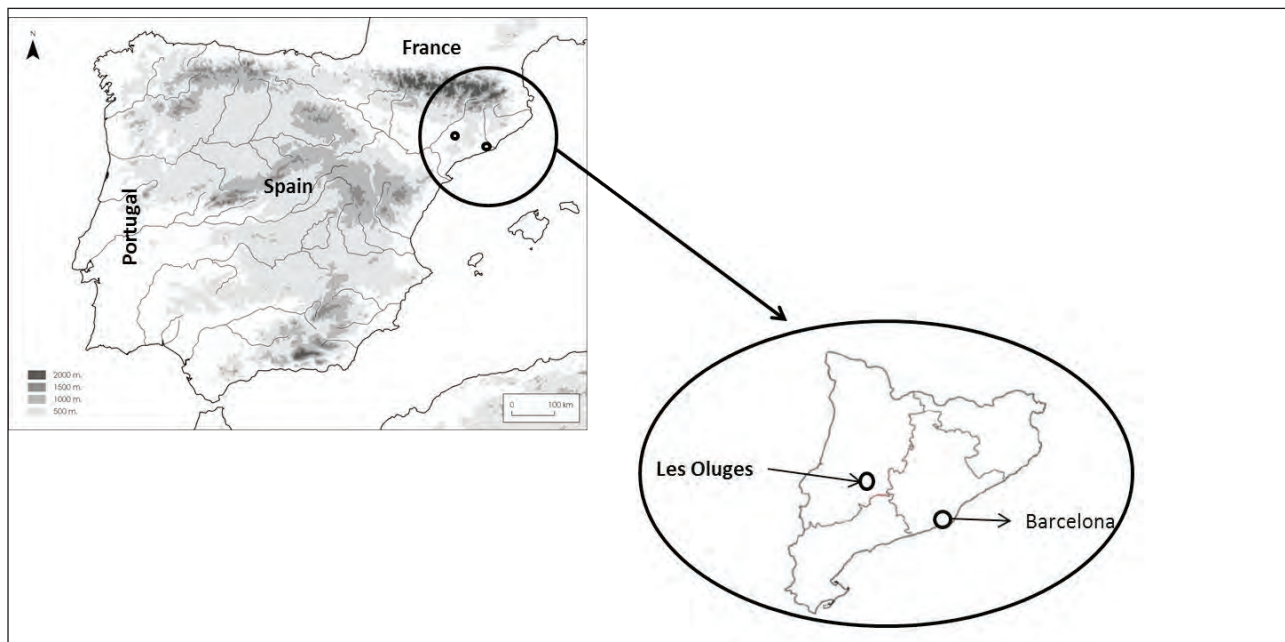 N
France
Spain
Portugal
2000 m.
1500 m.
1000 m.
500 m.
0 100 km
Les Oluges
Barcelona